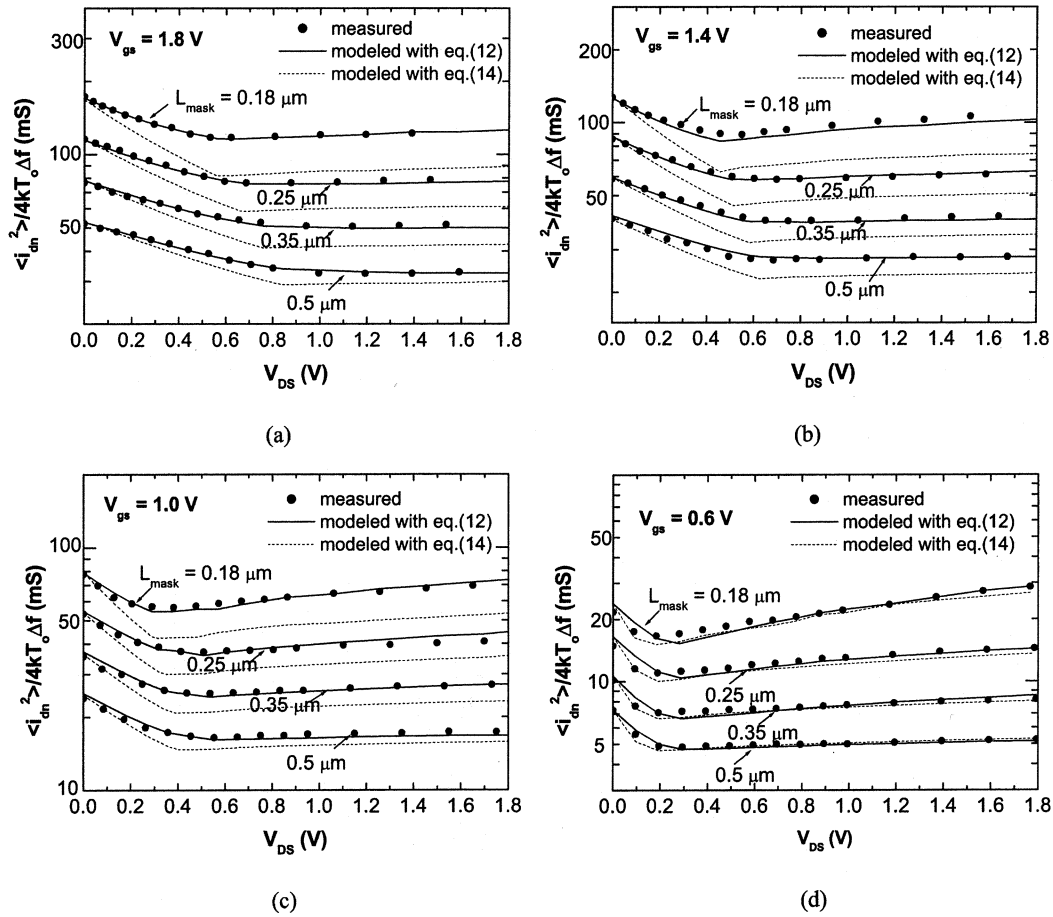 V_gs = 1.8 V
measured
modeled with eq.(12)
modeled with eq.(14)
L_mask = 0.18 μm
0.25 μm
0.35 μm
0.5 μm
300
100
50
<i_dn^2>/4kT_oΔf (mS)
0.0 0.2 0.4 0.6 0.8 1.0 1.2 1.4 1.6 1.8
V_DS (V)
(a)
V_gs = 1.4 V
measured
modeled with eq.(12)
modeled with eq.(14)
L_mask = 0.18 μm
0.25 μm
0.35 μm
0.5 μm
200
100
50
<i_dn^2>/4kT_oΔf (mS)
0.0 0.2 0.4 0.6 0.8 1.0 1.2 1.4 1.6 1.8
V_DS (V)
(b)
V_gs = 1.0 V
measured
modeled with eq.(12)
modeled with eq.(14)
L_mask = 0.18 μm
0.25 μm
0.35 μm
0.5 μm
100
50
10
<i_dn^2>/4kT_oΔf (mS)
0.0 0.2 0.4 0.6 0.8 1.0 1.2 1.4 1.6 1.8
V_DS (V)
(c)
V_gs = 0.6 V
measured
modeled with eq.(12)
modeled with eq.(14)
L_mask = 0.18 μm
0.25 μm
0.35 μm
0.5 μm
50
20
10
5
<i_dn^2>/4kT_oΔf (mS)
0.0 0.2 0.4 0.6 0.8 1.0 1.2 1.4 1.6 1.8
V_DS (V)
(d)